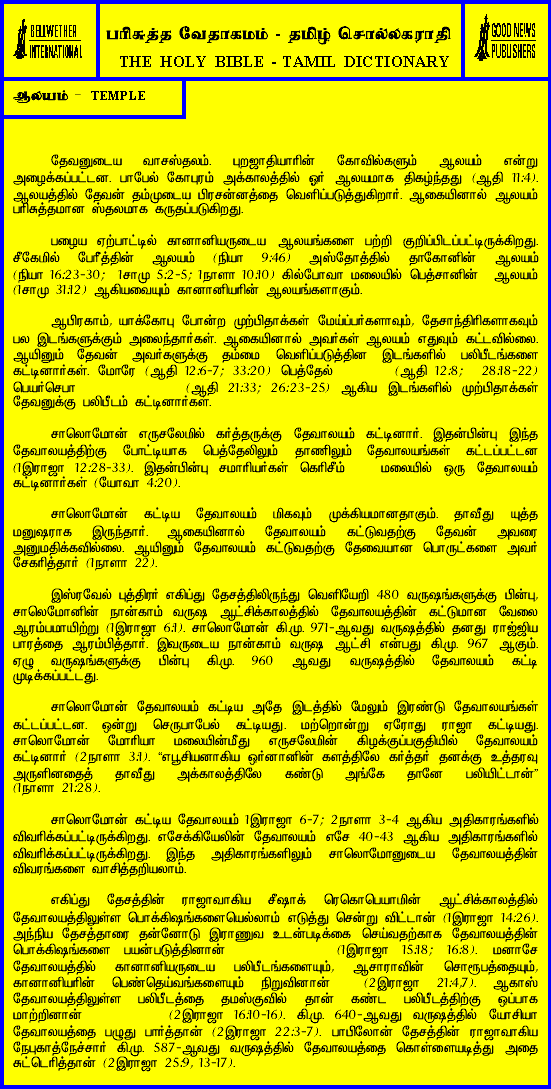 BELLWETHER
INTERNATIONAL
பரிசுத்த வேதாகமம் - தமிழ் சொல்லகராதி
THE HOLY BIBLE - TAMIL DICTIONARY
GOOD NEWS
PUBLISHERS
ஆலயம் – TEMPLE
தேவனுடைய வாசஸ்தலம். புறஜாதியாரின் கோவில்களும் ஆலயம் என்று
அழைக்கப்பட்டன. பாபேல் கோபுரம் அக்காலத்தில் ஓர் ஆலயமாக திகழ்ந்தது (ஆதி 11:4).
ஆலயத்தில் தேவன் தம்முடைய பிரசன்னத்தை வெளிப்படுத்துகிறார். ஆகையினால் ஆலயம்
பரிசுத்தமான ஸ்தலமாக கருதப்படுகிறது.
பழைய ஏற்பாட்டில் கானானியருடைய ஆலயங்களை பற்றி குறிப்பிடப்பட்டிருக்கிறது.
சீகேமில் பேரீத்தின் ஆலயம் (நியா 9:46) அஸ்தோத்தில் தாகோனின் ஆலயம்
(நியா 16:23-30; 1சாமு 5:2-5; 1நாளா 10:10) கில்போவா மலையில் பெத்சானின் ஆலயம்
(1சாமு 31:12) ஆகியவையும் கானானியரின் ஆலயங்களாகும்.
ஆபிரகாம், யாக்கோபு போன்ற முற்பிதாக்கள் மேய்ப்பர்களாவும், தேசாந்திரிகளாகவும்
பல இடங்களுக்கும் அலைந்தார்கள். ஆகையினால் அவர்கள் ஆலயம் எதுவும் கட்டவில்லை.
ஆயினும் தேவன் அவர்களுக்கு தம்மை வெளிப்படுத்தின இடங்களில் பலிபீடங்களை
கட்டினார்கள். மோரே (ஆதி 12:6-7; 33:20) பெத்தேல் (ஆதி 12:8; 28:18-22)
பெயர்செபா (ஆதி 21:33; 26:23-25) ஆகிய இடங்களில் முற்பிதாக்கள்
தேவனுக்கு பலிபீடம் கட்டினார்கள்.
சாலொமோன் எருசலேமில் கர்த்தருக்கு தேவாலயம் கட்டினார். இதன்பின்பு இந்த
தேவாலயத்திற்கு போட்டியாக பெத்தேலிலும் தாணிலும் தேவாலயங்கள் கட்டப்பட்டன
(1இராஜா 12:28-33). இதன்பின்பு சமாரியர்கள் கெரிசீம் மலையில் ஒரு தேவாலயம்
கட்டினார்கள் (யோவா 4:20).
சாலொமோன் கட்டிய தேவாலயம் மிகவும் முக்கியமானதாகும். தாவீது யுத்த
மனுஷராக இருந்தார். ஆகையினால் தேவாலயம் கட்டுவதற்கு தேவன் அவரை
அனுமதிக்கவில்லை. ஆயினும் தேவாலயம் கட்டுவதற்கு தேவையான பொருட்களை அவர்
சேகரித்தார் (1நாளா 22).
இஸ்ரவேல் புத்திரர் எகிப்து தேசத்திலிருந்து வெளியேறி 480 வருஷங்களுக்கு பின்பு,
சாலெமோனின் நான்காம் வருஷ ஆட்சிக்காலத்தில் தேவாலயத்தின் கட்டுமான வேலை
ஆரம்பமாயிற்று (1இராஜா 6:1). சாலொமோன் கி.மு. 971-ஆவது வருஷத்தில் தனது ராஜ்ஜிய
பாரத்தை ஆரம்பித்தார். இவருடைய நான்காம் வருஷ ஆட்சி என்பது கி.மு. 967 ஆகும்.
ஏழு வருஷங்களுக்கு பின்பு கி.மு. 960 ஆவது வருஷத்தில் தேவாலயம் கட்டி
முடிக்கப்பட்டது.
சாலொமோன் தேவாலயம் கட்டிய அதே இடத்தில் மேலும் இரண்டு தேவாலயங்கள்
கட்டப்பட்டன. ஒன்று செருபாபேல் கட்டியது. மற்றொன்று ஏரோது ராஜா கட்டியது.
சாலொமோன் மோரியா மலையின்மீது எருசலேமின் கிழக்குப்பகுதியில் தேவாலயம்
கட்டினார் (2நாளா 3:1). “எபூசியனாகிய ஒர்னானின் களத்திலே கர்த்தர் தனக்கு உத்தரவு
அருளினதைத் தாவீது அக்காலத்திலே கண்டு அங்கே தானே பலியிட்டான்”
(1நாளா 21:28).
சாலொமோன் கட்டிய தேவாலயம் 1இராஜா 6-7; 2நாளா 3-4 ஆகிய அதிகாரங்களில்
விவரிக்கப்பட்டிருக்கிறது. எசேக்கியேலின் தேவாலயம் எசே 40-43 ஆகிய அதிகாரங்களில்
விவரிக்கப்பட்டிருக்கிறது. இந்த அதிகாரங்களிலும் சாலொமோனுடைய தேவாலயத்தின்
விவரங்களை வாசித்தறியலாம்.
எகிப்து தேசத்தின் ராஜாவாகிய சீஷாக் ரெகொபெயாமின் ஆட்சிக்காலத்தில்
தேவாலயத்திலுள்ள பொக்கிஷங்களையெல்லாம் எடுத்து சென்று விட்டான் (1இராஜா 14:26).
அந்நிய தேசத்தாரை தன்னோடு இராணுவ உடன்படிக்கை செய்வதற்காக தேவாலயத்தின்
பொக்கிஷங்களை பயன்படுத்தினான் (1இராஜா 15:18; 16:8). மனாசே
தேவாலயத்தில் கானானியருடைய பலிபீடங்களையும், ஆசாராவின் சொரூபத்தையும்,
கானானியரின் பெண்தெய்வங்களையும் நிறுவினான் (2இராஜா 21:4,7). ஆகாஸ்
தேவாலயத்திலுள்ள பலிபீடத்தை தமஸ்குவில் தான் கண்ட பலிபீடத்திற்கு ஒப்பாக
மாற்றினான் (2இராஜா 16:10-16). கி.மு. 640-ஆவது வருஷத்தில் யோசியா
தேவாலயத்தை பழுது பார்த்தான் (2இராஜா 22:3-7). பாபிலோன் தேசத்தின் ராஜாவாகிய
நேபுகாத்நேச்சார் கி.மு. 587-ஆவது வருஷத்தில் தேவாலயத்தை கொள்ளையடித்து அதை
சுட்டெரித்தான் (2இராஜா 25:9, 13-17).